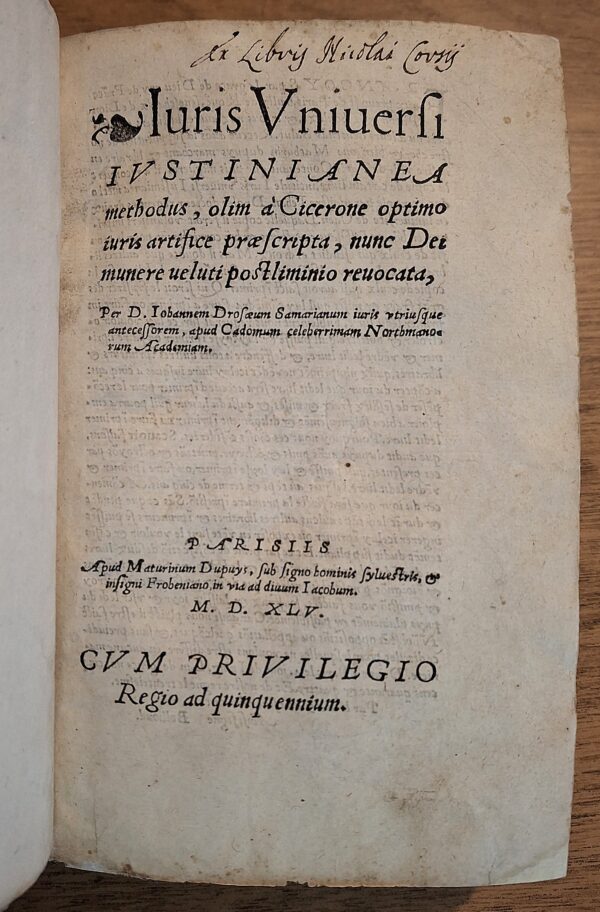 Ex Libris Nicolai
Iuris Vniuerſi
IVSTINIANEA
methodus, olim à Cicerone optimo
iuris artifice præſcripta, nunc Dei
munere ueluti poſtliminio reuocata,
Per D. Iohannem Droſæum Samarianum iuris vtriuſque
anteceſſorem, apud Cadomum celeberrimam Northmano-
rum Academiam.
PARISIIS
Apud Maturinum Dupuys, ſub ſigno hominis ſylueſtris, &
inſigni Frobeniano, in via ad diuum Iacobum.
M. D. XLV.
CVM PRIVILEGIO
Regio ad quinquennium.